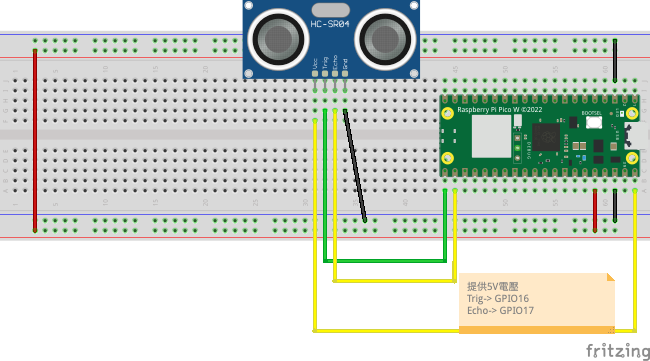 HC-SR04
Vcc
Trig
Echo
Gnd
Raspberry Pi Pico W ©2022
BOOTSEL
提供5V電壓
Trig-> GPIO16
Echo-> GPIO17
fritzing